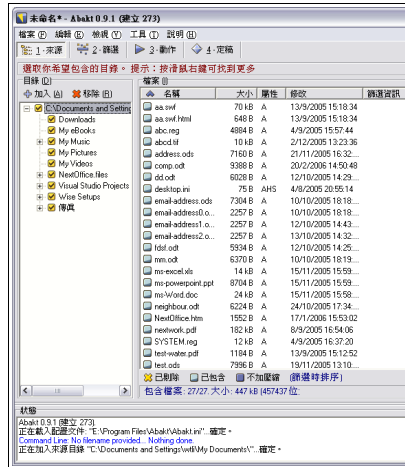 未命名* - Abakt 0.9.1 (建立 273)
檔案 (F) 編輯 (E) 檢視 (V) 工具 (T) 說明 (H)
1 - 來源 2 - 篩選 3 - 動作 4 - 定稿
選取你希望包含的目錄。 提示：按滑鼠右鍵可找到更多
目錄 (D) 檔案 (I)
加入 (A) 移除 (R)
名稱 大小 屬性 修改 篩選資訊
C:\Documents and Setting
Downloads
My eBooks
My Music
My Pictures
My Videos
NextOffice.files
Visual Studio Projects
Wise Setups
傳真
aa.swf 70 kB A 13/9/2005 15:18:34
aa.swf.html 648 B A 13/9/2005 15:18:34
abc.reg 4884 B A 4/9/2005 15:57:44
abcd.tif 10 kB A 2/12/2005 13:23:36
address.ods 7160 B A 21/11/2005 16:32:...
comp.odt 9388 B A 20/2/2006 14:50:48
dd.odt 6028 B A 12/10/2005 14:29:...
desktop.ini 75 B AHS 4/8/2005 20:55:14
email-address.ods 7304 B A 10/10/2005 18:18:...
email-address0.o... 2257 B A 10/10/2005 18:18:...
email-address1.o... 2257 B A 12/10/2005 14:43:...
email-address2.o... 2257 B A 13/10/2005 14:32:...
fdsf.odt 5934 B A 12/10/2005 14:25:...
mm.odt 6370 B A 10/10/2005 18:19:...
ms-excel.xls 14 kB A 15/11/2005 15:59:...
ms-powerpoint.ppt 8704 B A 15/11/2005 15:59:...
ms-Word.doc 24 kB A 15/11/2005 15:58:...
neighbour.odt 6224 B A 24/10/2005 17:34:...
NextOffice.htm 1552 B A 17/1/2006 15:53:02
nextwork.pdf 182 kB A 8/9/2005 16:54:06
SYSTEM.reg 12 kB A 4/9/2005 16:37:20
test-water.pdf 1184 B A 13/9/2005 15:12:52
test.ods 7996 B A 19/11/2005 13:10:...
已刪除 已包含 不加壓縮 (篩選時排序)
包含檔案: 27/27. 大小: 447 kB (457437 位:
狀態
Abakt 0.9.1 (建立 273).
正在載入配置文件: "E:\Program Files\Abakt\Abakt.ini"...確定。
Command Line: No filename provided... Nothing done.
正在加入來源目錄 "C:\Documents and Settings\wtli\My Documents\"...確定。